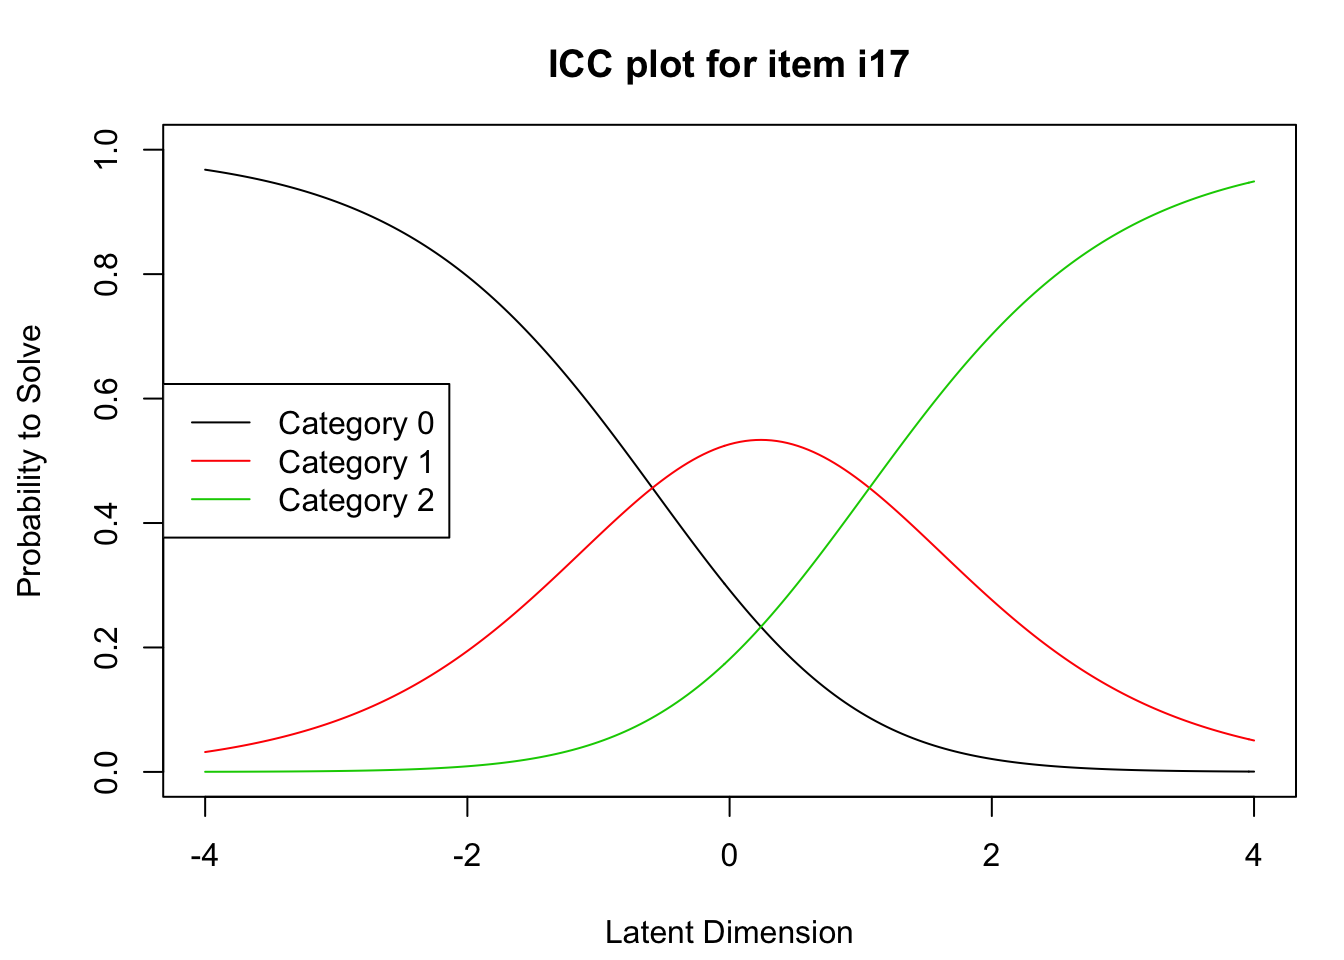 ICC plot for item i17
Probability to Solve
1.0
0.8
0.6
0.4
0.2
0.0
Category 0
Category 1
Category 2
-4 -2 0 2 4
Latent Dimension